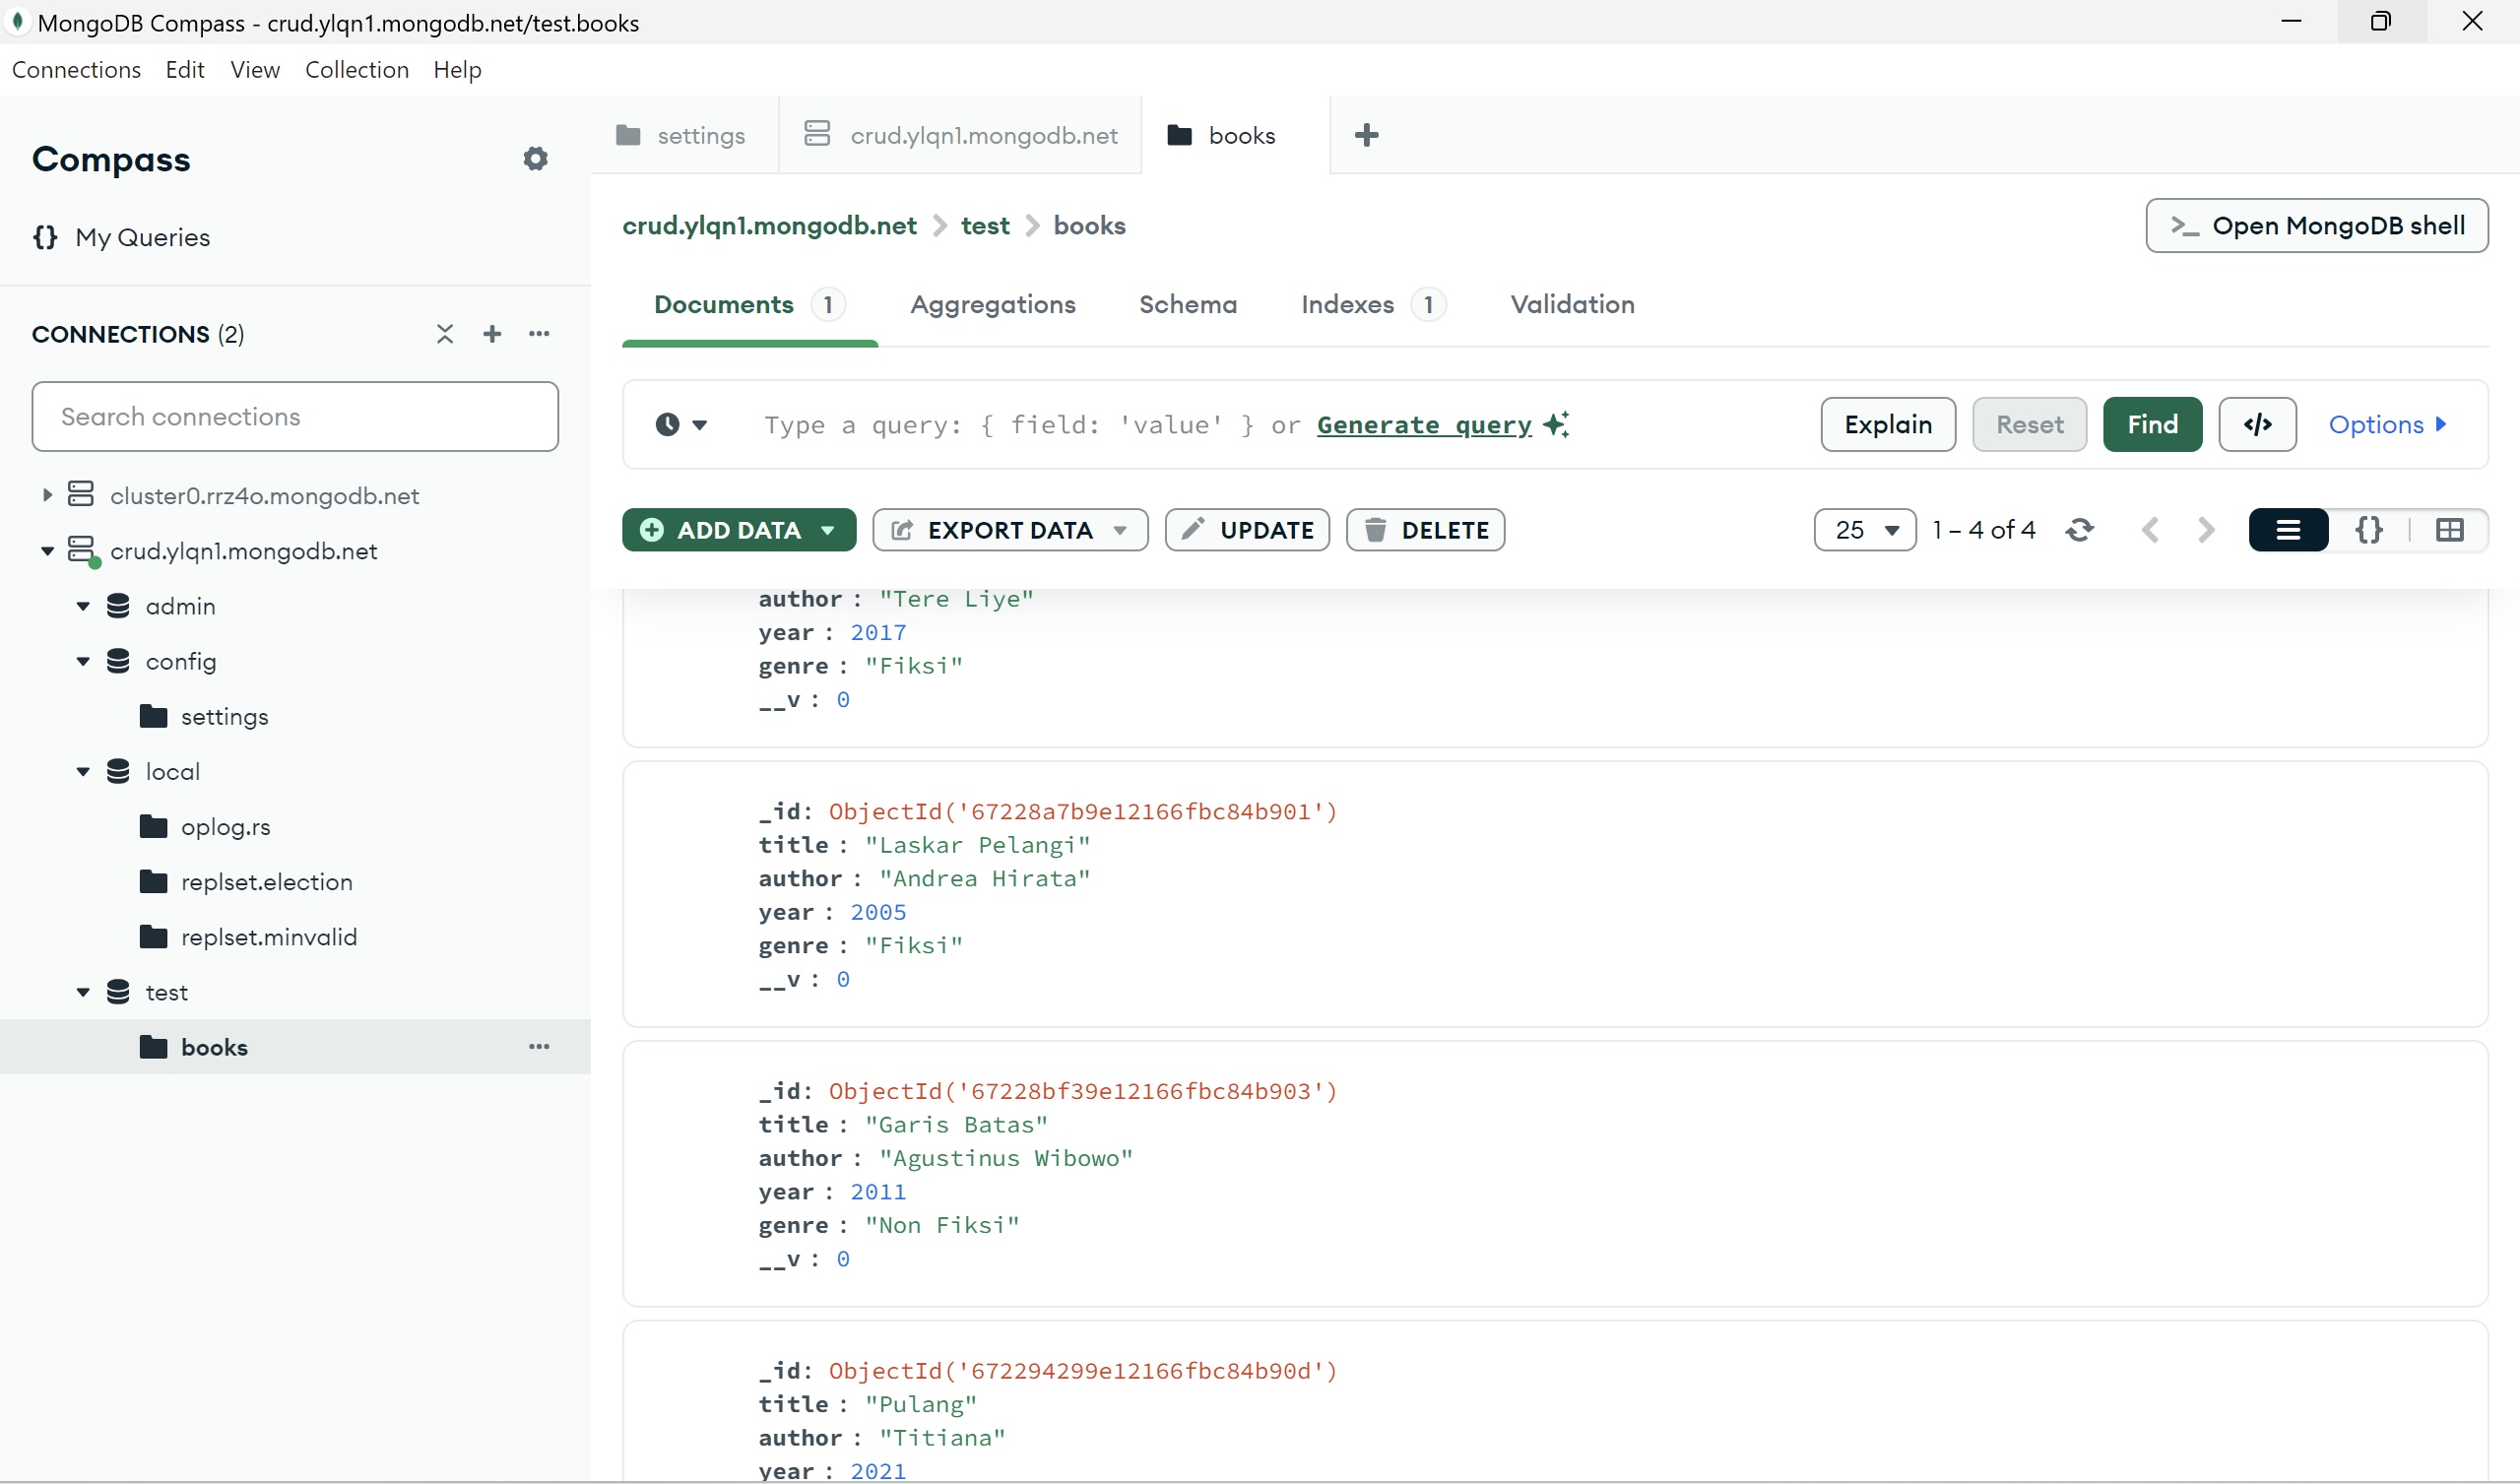 MongoDB Compass - crud.ylqn1.mongodb.net/test.books
Connections Edit View Collection Help
Compass
{} My Queries
CONNECTIONS (2)
Search connections
cluster0.rrz4o.mongodb.net
crud.ylqn1.mongodb.net
admin
config
settings
local
oplog.rs
replset.election
replset.minvalid
test
books
settings crud.ylqn1.mongodb.net books
crud.ylqn1.mongodb.net > test > books
>_ Open MongoDB shell
Documents 1 Aggregations Schema Indexes 1 Validation
Type a query: { field: 'value' } or Generate query
Explain Reset Find </> Options
ADD DATA EXPORT DATA UPDATE DELETE
25 1 – 4 of 4 {}
author : "Tere Liye"
year : 2017
genre : "Fiksi"
__v : 0
_id: ObjectId('67228a7b9e12166fbc84b901')
title : "Laskar Pelangi"
author : "Andrea Hirata"
year : 2005
genre : "Fiksi"
__v : 0
_id: ObjectId('67228bf39e12166fbc84b903')
title : "Garis Batas"
author : "Agustinus Wibowo"
year : 2011
genre : "Non Fiksi"
__v : 0
_id: ObjectId('672294299e12166fbc84b90d')
title : "Pulang"
author : "Titiana"
year : 2021